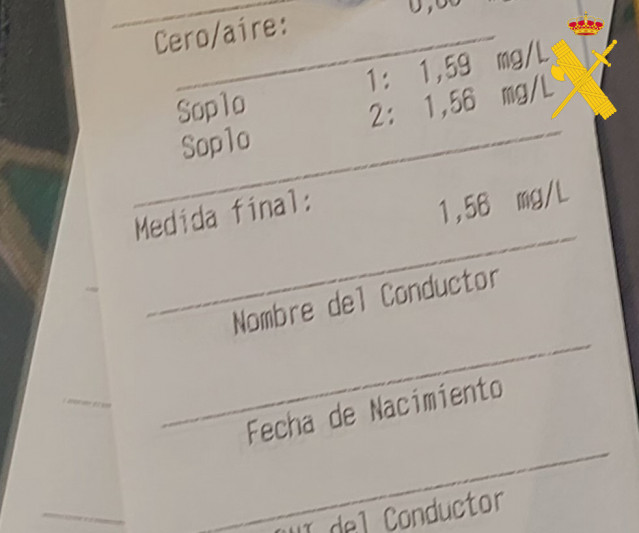 Cero/aire:
Soplo 1: 1,59 mg/L
Soplo 2: 1,56 mg/L
Medida final: 1,56 mg/L
Nombre del Conductor
Fecha de Nacimiento
del Conductor